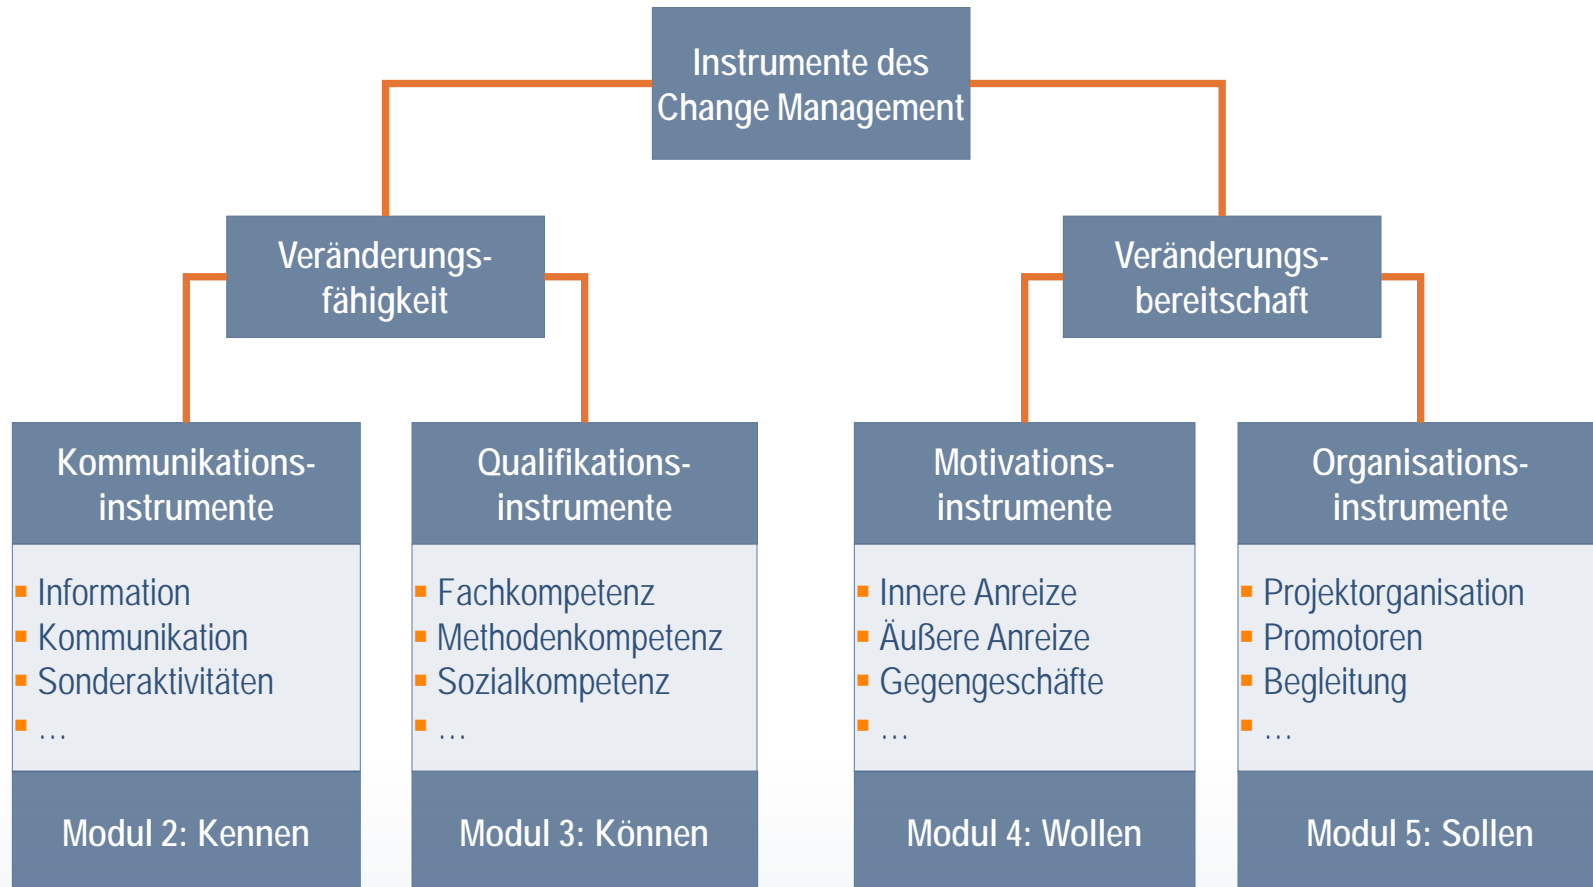 Instrumente des
Change Management
Veränderungs-
fähigkeit
Veränderungs-
bereitschaft
Kommunikations-
instrumente
Qualifikations-
instrumente
Motivations-
instrumente
Organisations-
instrumente
Information
Kommunikation
Sonderaktivitäten
…
Fachkompetenz
Methodenkompetenz
Sozialkompetenz
…
Innere Anreize
Äußere Anreize
Gegengeschäfte
…
Projektorganisation
Promotoren
Begleitung
…
Modul 2: Kennen
Modul 3: Können
Modul 4: Wollen
Modul 5: Sollen